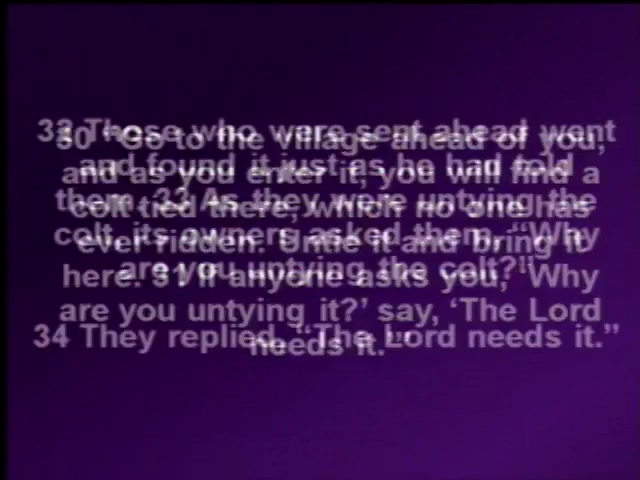 30 “Go to the village ahead of you,
and as you enter it, you will find a
colt tied there, which no one has
ever ridden. Untie it and bring it
here. 31 If anyone asks you, ‘Why
are you untying it?’ say, ‘The Lord
needs it.’”
32 Those who were sent ahead went
and found it just as he had told
them. 33 As they were untying the
colt, its owners asked them, “Why
are you untying the colt?”
34 They replied, “The Lord needs it.”